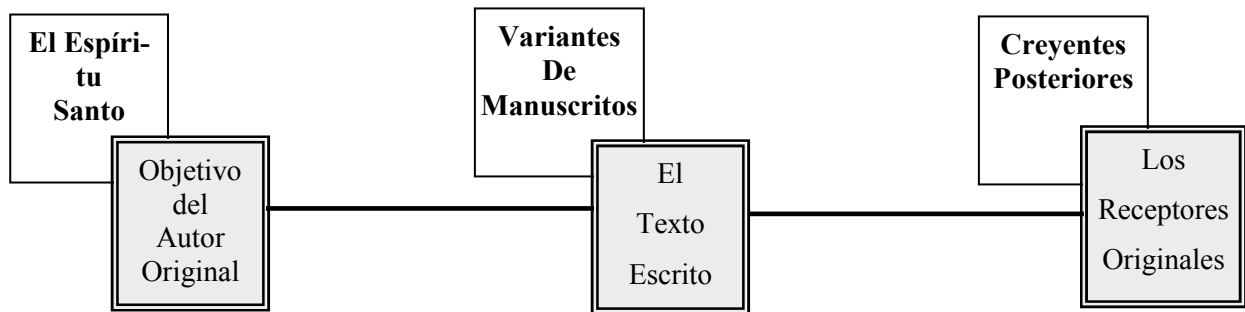 El Espíri-
tu
Santo
Objetivo
del
Autor
Original
Variantes
De
Manuscritos
El
Texto
Escrito
Creyentes
Posteriores
Los
Receptores
Originales